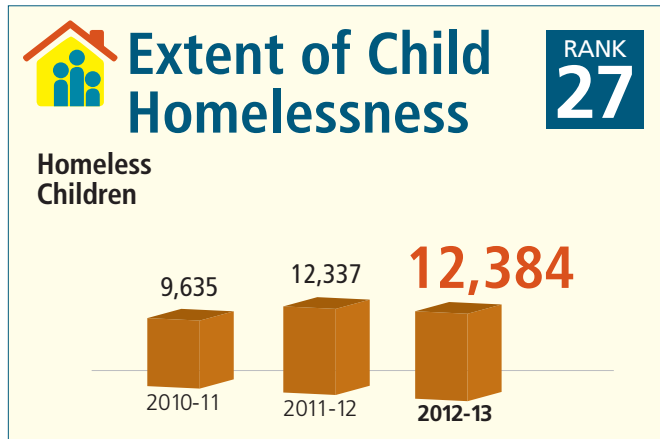 Extent of Child
Homelessness
RANK
27
Homeless
Children
9,635
12,337
12,384
2010-11
2011-12
2012-13